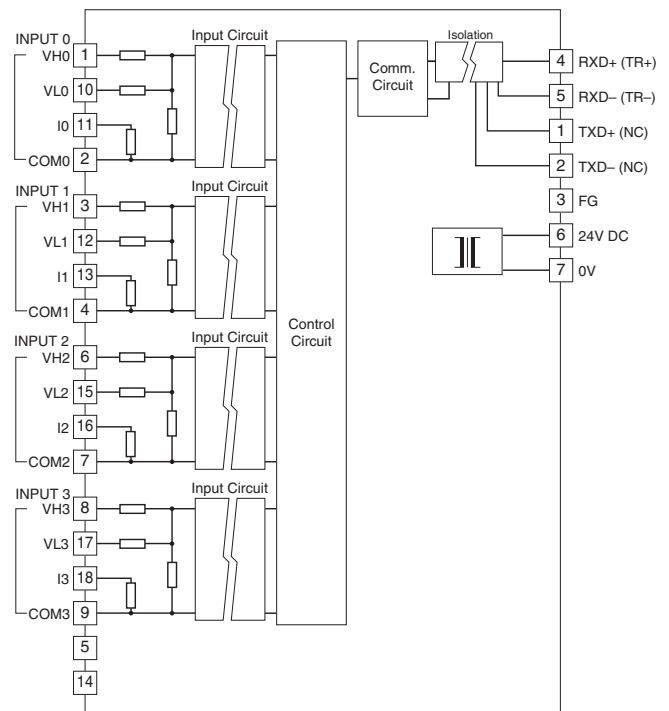 INPUT 0
VH0 1
VL0 10
I0 11
COM0 2
Input Circuit
INPUT 1
VH1 3
VL1 12
I1 13
COM1 4
Input Circuit
INPUT 2
VH2 6
VL2 15
I2 16
COM2 7
Input Circuit
INPUT 3
VH3 8
VL3 17
I3 18
COM3 9
Input Circuit
5
14
Control
Circuit
Comm.
Circuit
Isolation
4 RXD+ (TR+)
5 RXD– (TR–)
1 TXD+ (NC)
2 TXD– (NC)
3 FG
6 24V DC
7 0V